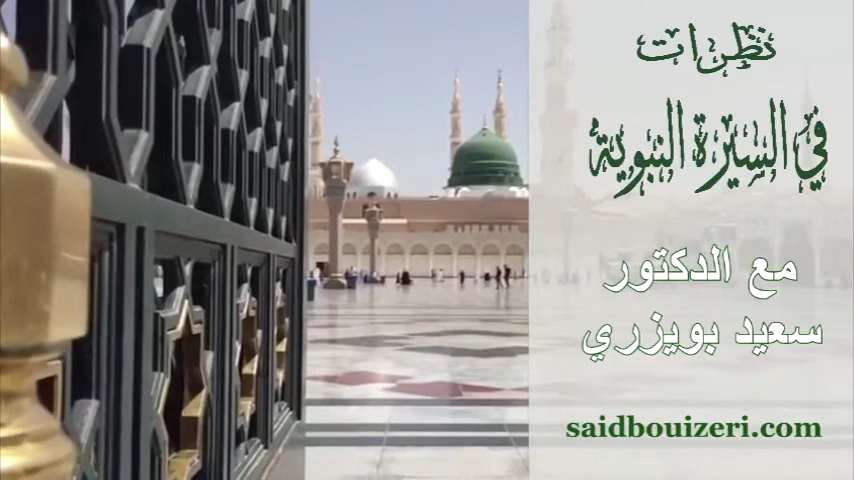 نظرات
في السيرة النبوية
مع الدكتور
سعيد بويزري
saidbouizeri.com